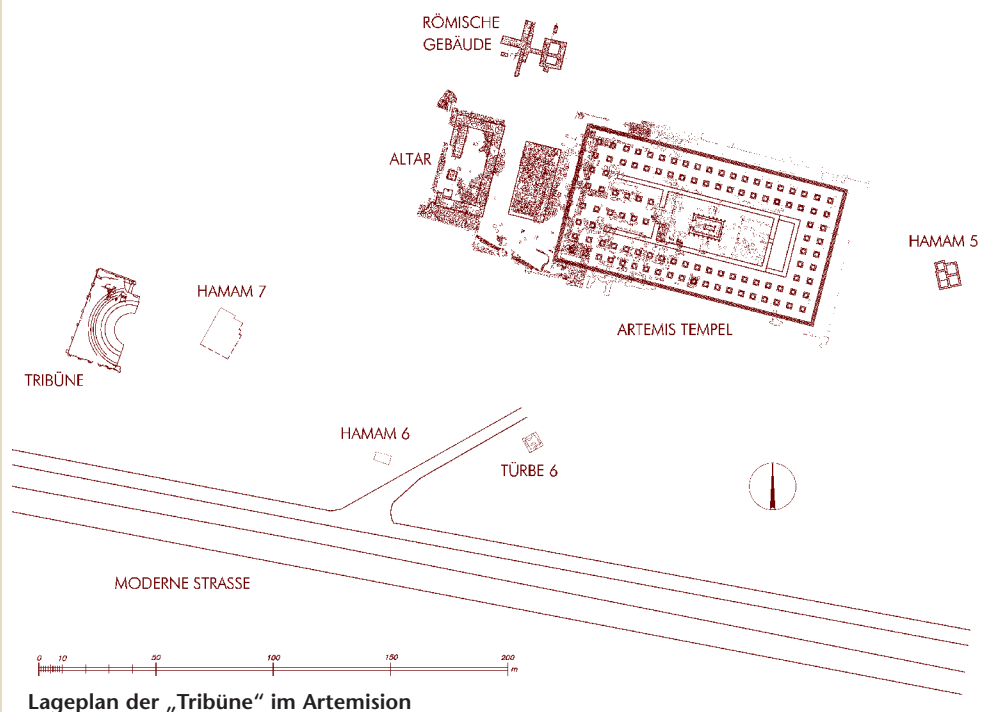 RÖMISCHE
GEBÄUDE
ALTAR
HAMAM 5
HAMAM 7
ARTEMIS TEMPEL
TRIBÜNE
HAMAM 6
TÜRBE 6
MODERNE STRASSE
0 10 50 100 150 200
m
Lageplan der „Tribüne“ im Artemision